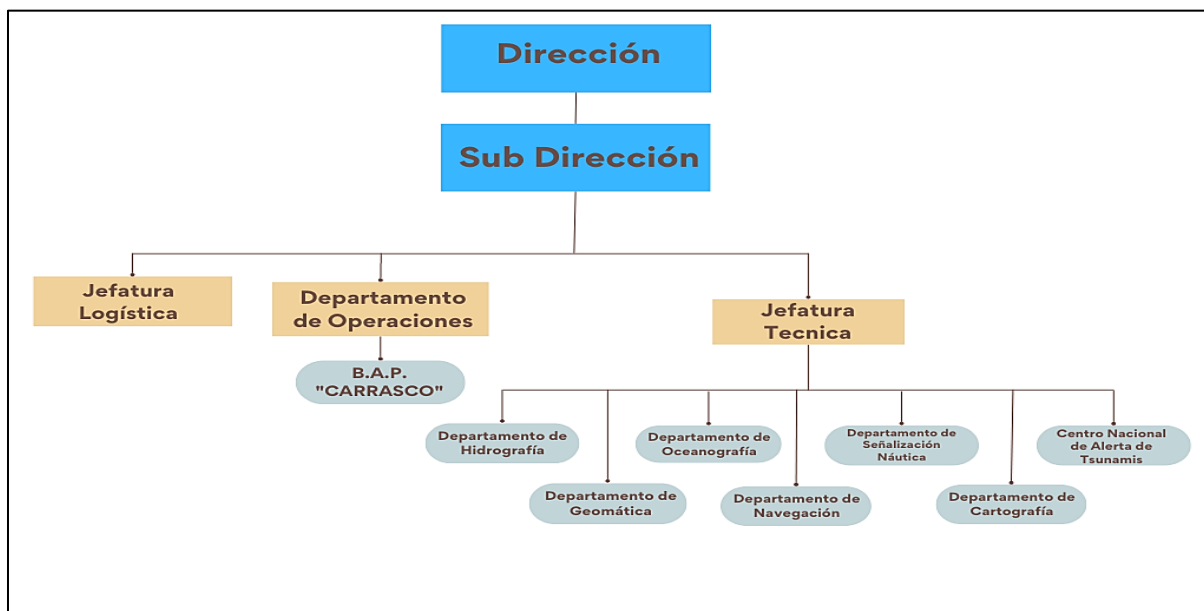 Dirección
Sub Dirección
Jefatura
Logística
Departamento
de Operaciones
Jefatura
Tecnica
B.A.P.
"CARRASCO"
Departamento de
Hidrografía
Departamento de
Oceanografía
Departamento de
Señalización
Náutica
Centro Nacional
de Alerta de
Tsunamis
Departamento de
Geomática
Departamento de
Navegación
Departamento de
Cartografía